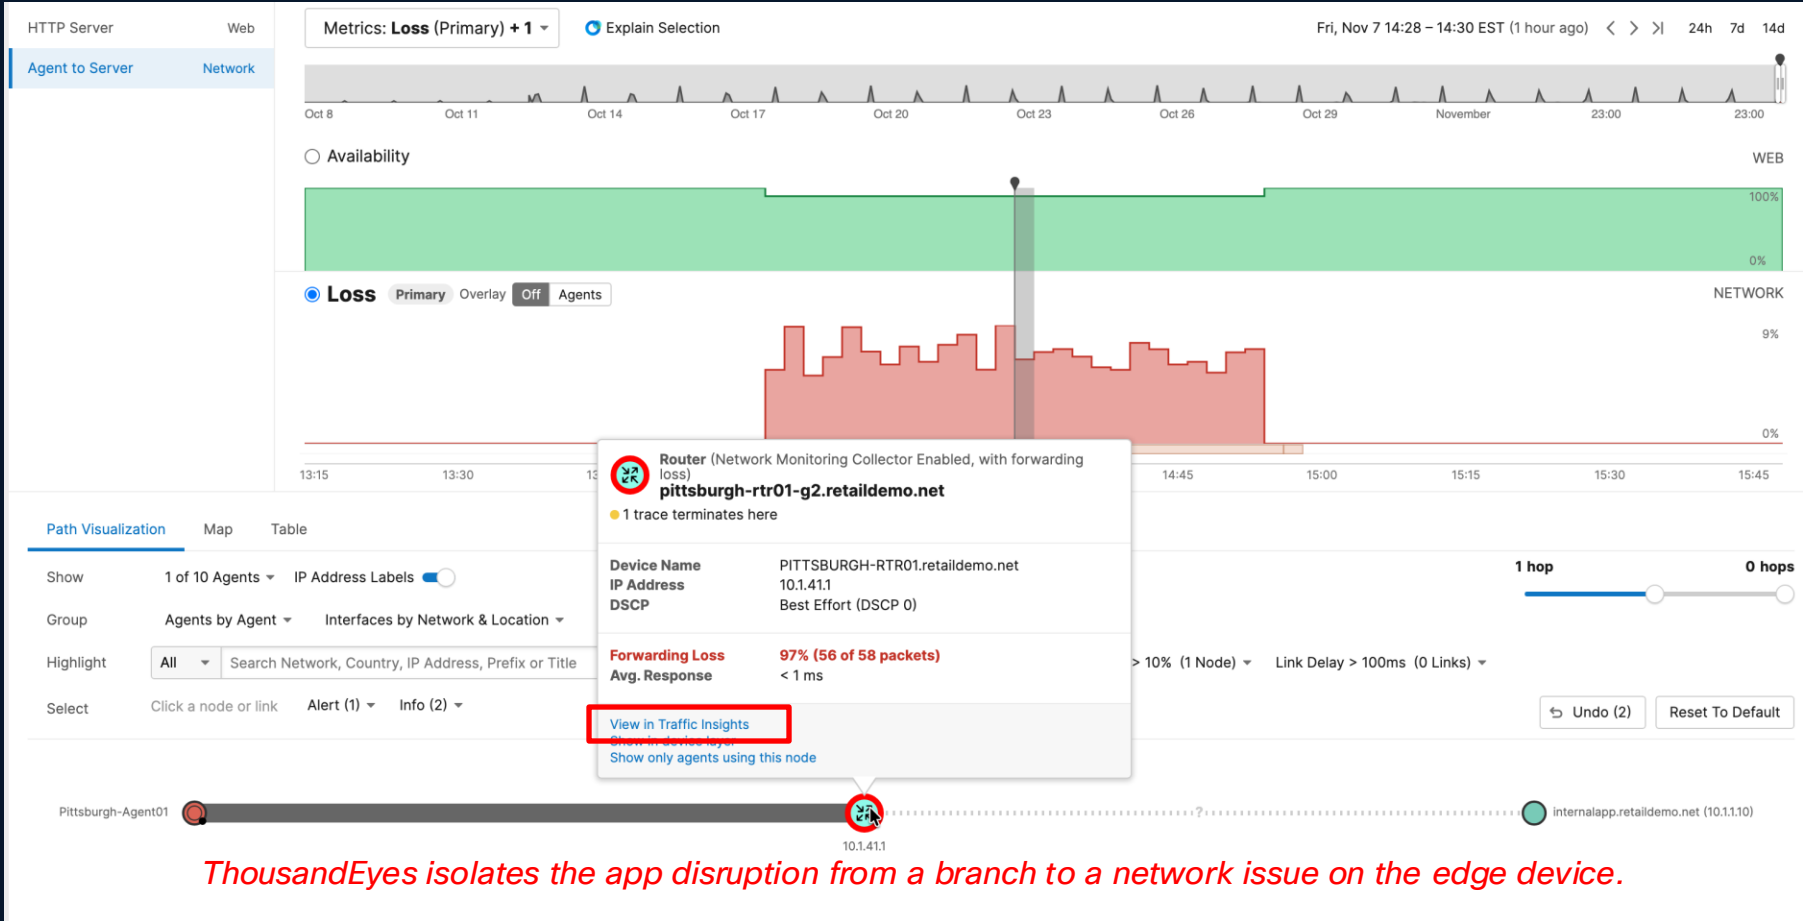 HTTP Server Web
Agent to Server Network
Metrics: Loss (Primary) + 1
Explain Selection
Fri, Nov 7 14:28 – 14:30 EST (1 hour ago)
24h 7d 14d
Oct 8 Oct 11 Oct 14 Oct 17 Oct 20 Oct 23 Oct 26 Oct 29 November 23:00 23:00
Availability
WEB
100%
0%
Loss Primary Overlay Off Agents
NETWORK
9%
0%
13:15 13:30 13 14:45 15:00 15:15 15:30 15:45
Router (Network Monitoring Collector Enabled, with forwarding
loss)
pittsburgh-rtr01-g2.retaildemo.net
1 trace terminates here
Device Name PITTSBURGH-RTR01.retaildemo.net
IP Address 10.1.41.1
DSCP Best Effort (DSCP 0)
Forwarding Loss 97% (56 of 58 packets)
Avg. Response < 1 ms
View in Traffic Insights
Show in device layer
Show only agents using this node
Path Visualization Map Table
Show 1 of 10 Agents IP Address Labels
1 hop 0 hops
Group Agents by Agent Interfaces by Network & Location
Highlight All Search Network, Country, IP Address, Prefix or Title
> 10% (1 Node) Link Delay > 100ms (0 Links)
Select Click a node or link Alert (1) Info (2)
Undo (2) Reset To Default
Pittsburgh-Agent01
?
internalapp.retaildemo.net (10.1.1.10)
10.1.41.1
ThousandEyes isolates the app disruption from a branch to a network issue on the edge device.